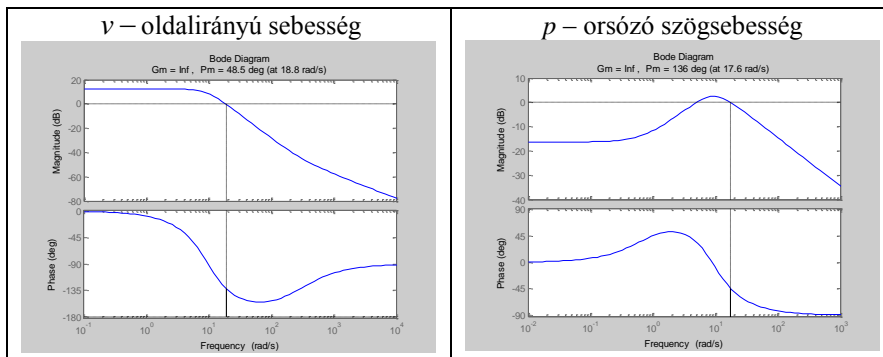 v – oldalirányú sebesség
Bode Diagram
Gm = Inf , Pm = 48.5 deg (at 18.8 rad/s)
20
0
-20
-40
-60
-80
Magnitude (dB)
0
-45
-90
-135
-180
Phase (deg)
10^-1
10^0
10^1
10^2
10^3
10^4
Frequency (rad/s)
p – orsózó szögsebesség
Bode Diagram
Gm = Inf , Pm = 136 deg (at 17.6 rad/s)
10
0
-10
-20
-30
-40
Magnitude (dB)
90
45
0
-45
-90
Phase (deg)
10^-2
10^-1
10^0
10^1
10^2
10^3
Frequency (rad/s)